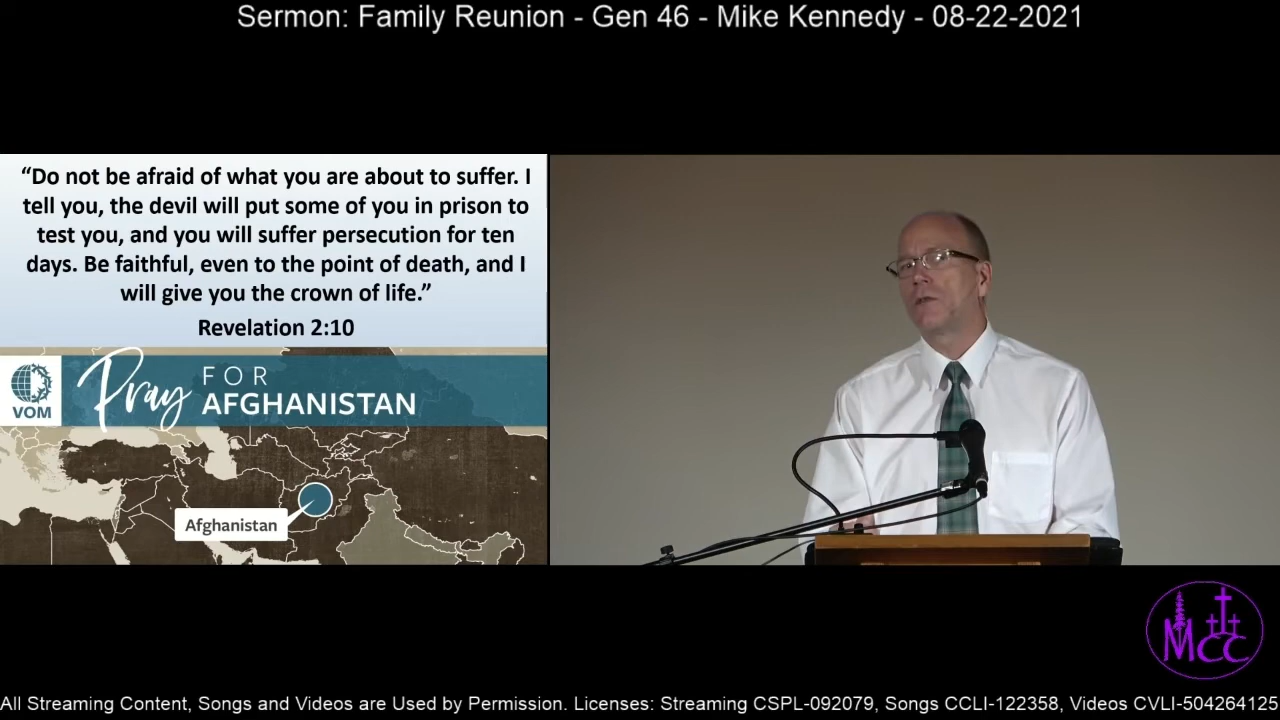 Sermon: Family Reunion - Gen 46 - Mike Kennedy - 08-22-2021
“Do not be afraid of what you are about to suffer. I
tell you, the devil will put some of you in prison to
test you, and you will suffer persecution for ten
days. Be faithful, even to the point of death, and I
will give you the crown of life.”
Revelation 2:10
VOM
Pray FOR
AFGHANISTAN
Afghanistan
MCC
All Streaming Content, Songs and Videos are Used by Permission. Licenses: Streaming CSPL-092079, Songs CCLI-122358, Videos CVLI-504264125